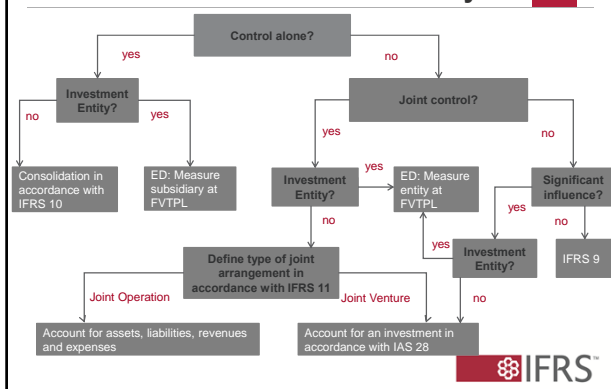 Control alone?
yes
no
Investment
Entity?
Joint control?
no
yes
yes
no
Consolidation in
accordance with
IFRS 10
ED: Measure
subsidiary at
FVTPL
Investment
Entity?
yes
ED: Measure
entity at
FVTPL
Significant
influence?
no
yes
no
Define type of joint
arrangement in
accordance with IFRS 11
yes
Investment
Entity?
IFRS 9
Joint Operation
Joint Venture
no
Account for assets, liabilities, revenues
and expenses
Account for an investment in
accordance with IAS 28
IFRS™